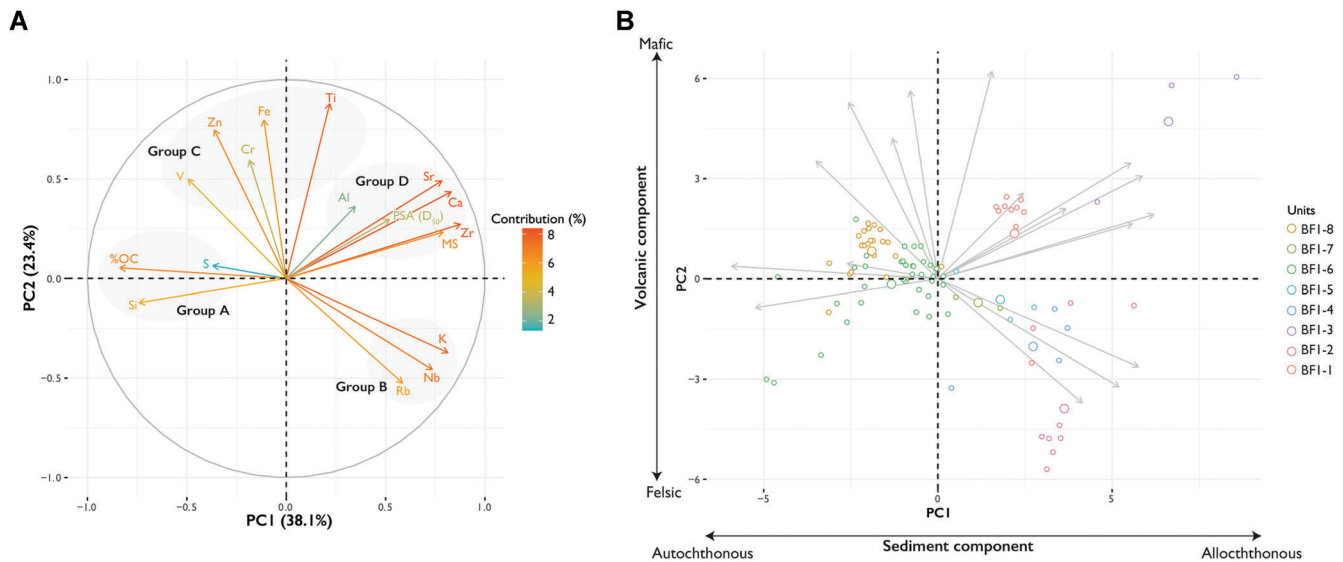 A
PC2 (23.4%)
1.0
0.5
0.0
−0.5
−1.0
−1.0
−0.5
0.0
0.5
1.0
PC1 (38.1%)
Ti
Fe
Zn
Cr
Group C
V
Group D
Sr
Al
Ca
PSA (D50)
Zr
MS
%OC
S
Si
Group A
K
Nb
Rb
Group B
Contribution (%)
8
6
4
2
B
Mafic
Volcanic component
Felsic
PC2
6
3
0
−3
−6
−5
0
5
PC1
Sediment component
Autochthonous
Allocththonous
Units
BF1-8
BF1-7
BF1-6
BF1-5
BF1-4
BF1-3
BF1-2
BF1-1